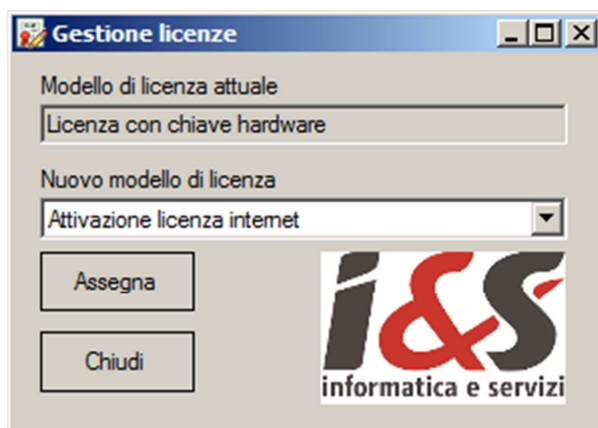 Gestione licenze
Modello di licenza attuale
Licenza con chiave hardware
Nuovo modello di licenza
Attivazione licenza internet
Assegna
Chiudi
i&s
informatica e servizi